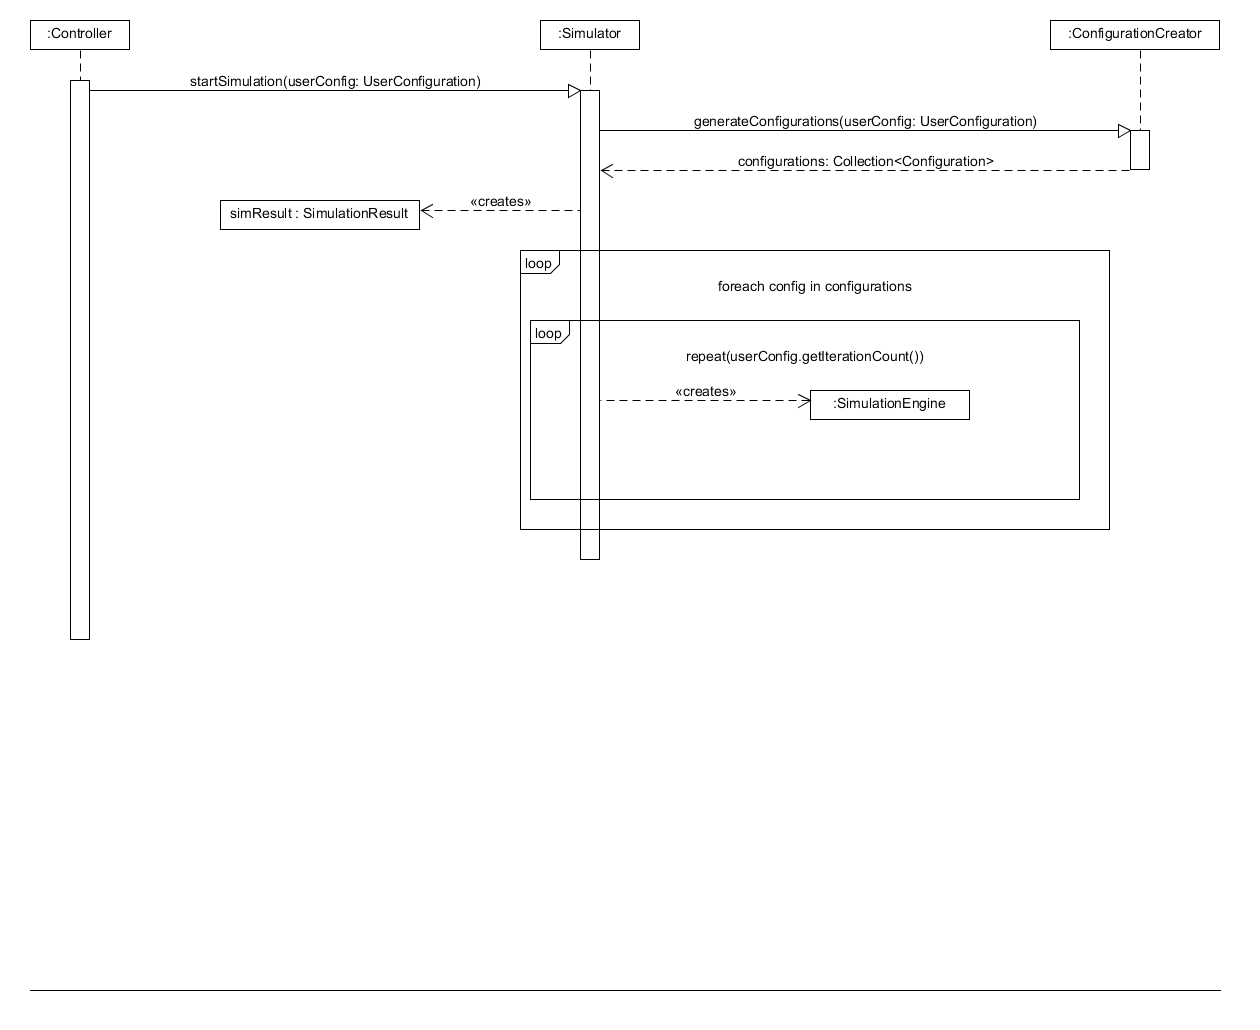 :Controller
:Simulator
:ConfigurationCreator
startSimulation(userConfig: UserConfiguration)
generateConfigurations(userConfig: UserConfiguration)
configurations: Collection<Configuration>
«creates»
simResult : SimulationResult
loop
foreach config in configurations
loop
repeat(userConfig.getIterationCount())
«creates»
:SimulationEngine